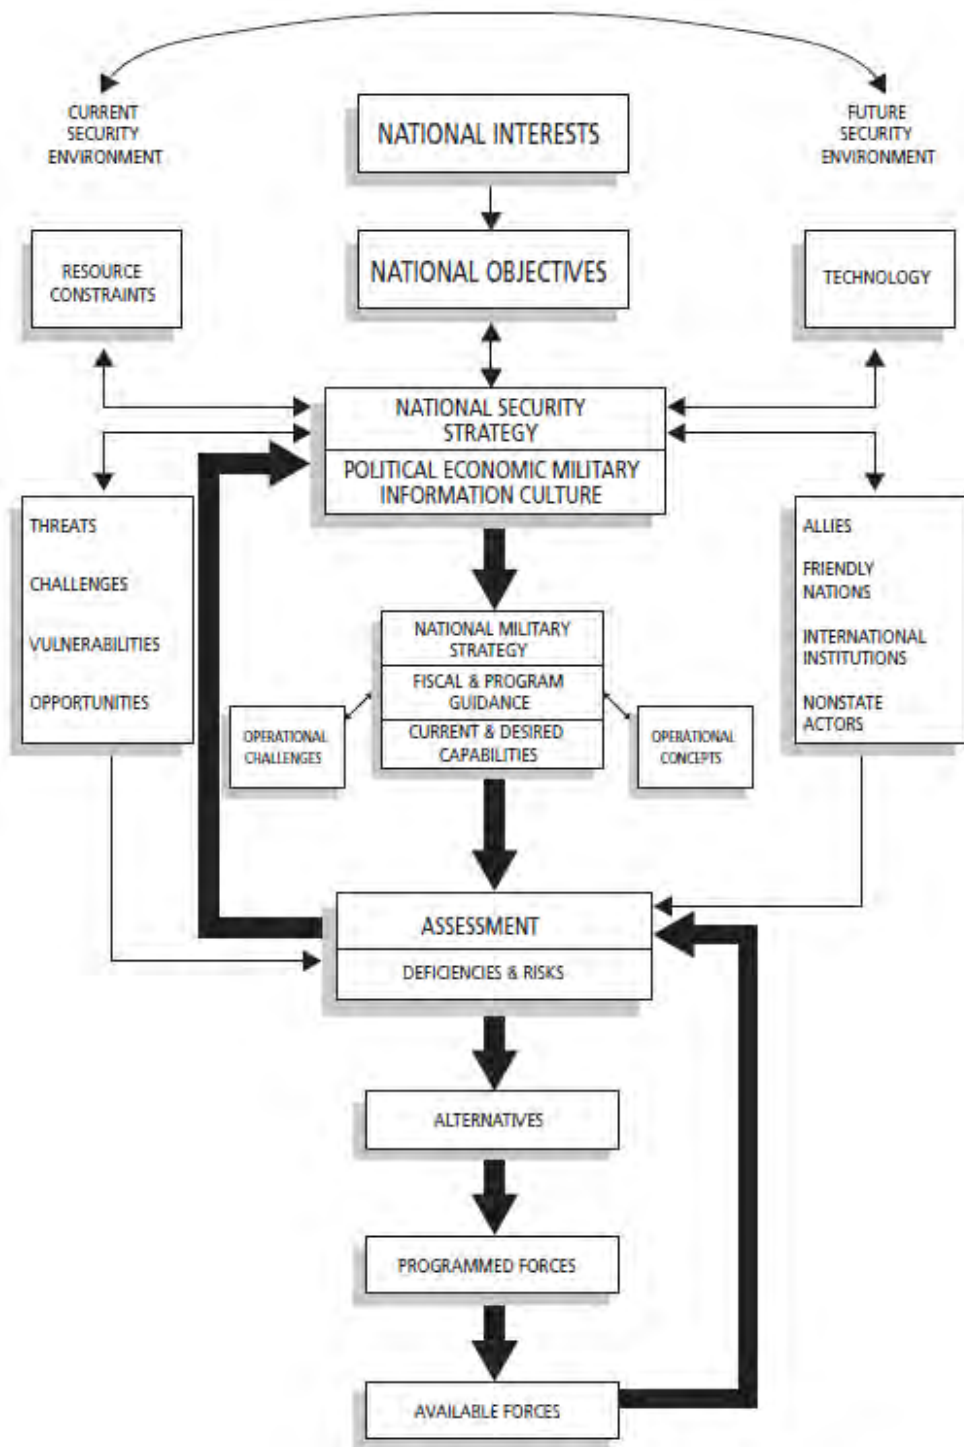 CURRENT
SECURITY
ENVIRONMENT
NATIONAL INTERESTS
FUTURE
SECURITY
ENVIRONMENT
RESOURCE
CONSTRAINTS
NATIONAL OBJECTIVES
TECHNOLOGY
NATIONAL SECURITY
STRATEGY
POLITICAL ECONOMIC MILITARY
INFORMATION CULTURE
THREATS
CHALLENGES
VULNERABILITIES
OPPORTUNITIES
ALLIES
FRIENDLY
NATIONS
INTERNATIONAL
INSTITUTIONS
NONSTATE
ACTORS
NATIONAL MILITARY
STRATEGY
FISCAL & PROGRAM
GUIDANCE
CURRENT & DESIRED
CAPABILITIES
OPERATIONAL
CHALLENGES
OPERATIONAL
CONCEPTS
ASSESSMENT
DEFICIENCIES & RISKS
ALTERNATIVES
PROGRAMMED FORCES
AVAILABLE FORCES